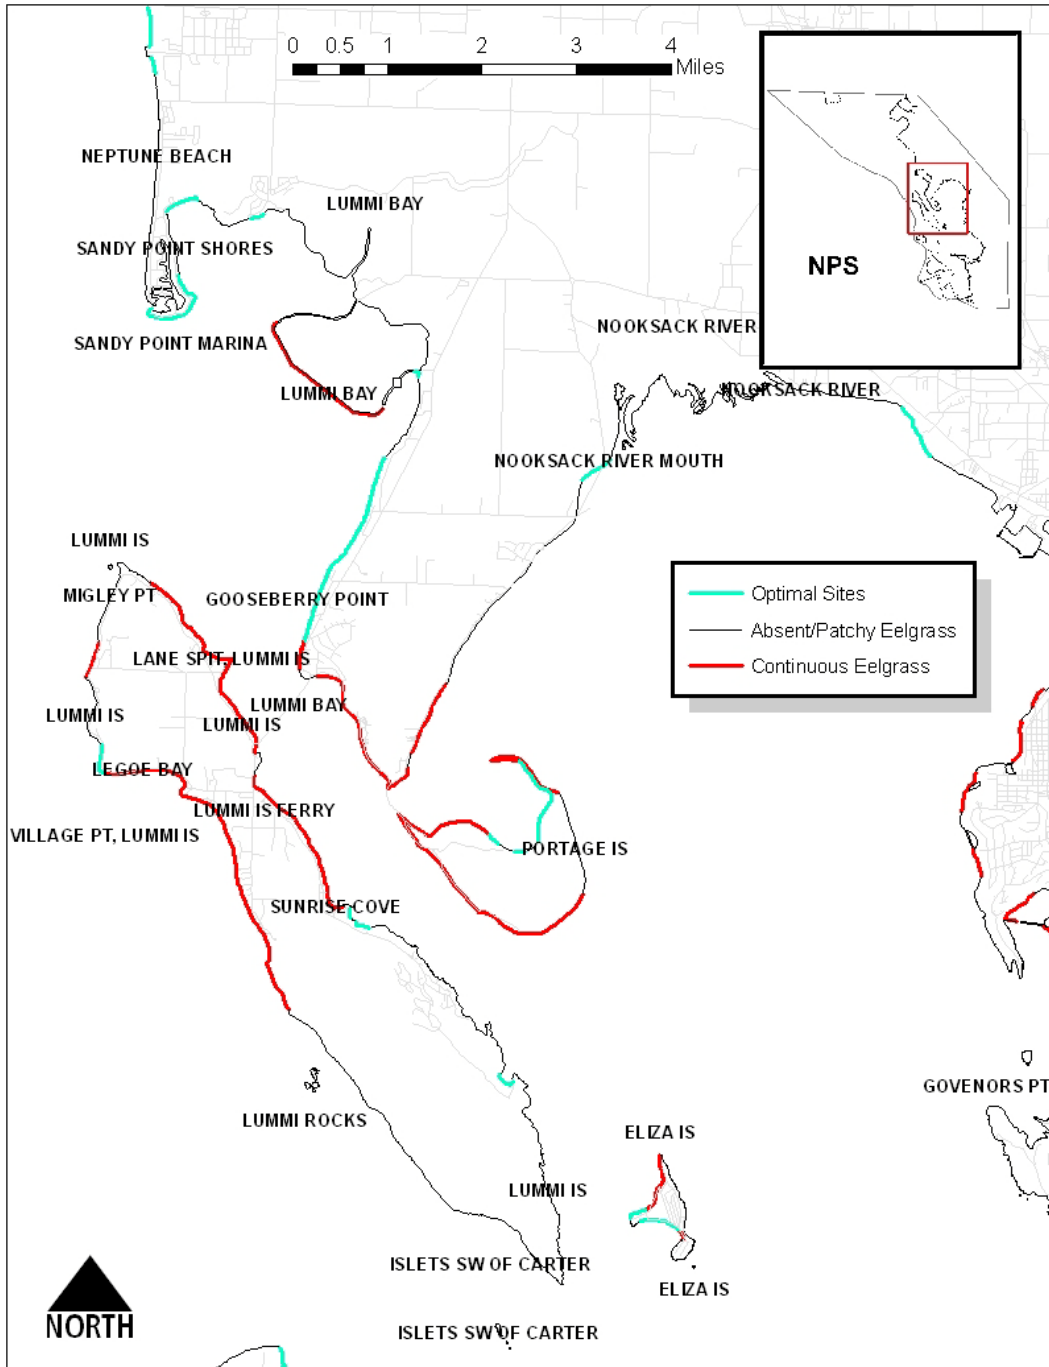 0 0.5 1 2 3 4
Miles
NEPTUNE BEACH
LUMMI BAY
SANDY POINT SHORES
NPS
SANDY POINT MARINA
NOOKSACK RIVER
LUMMI BAY
NOOKSACK RIVER
NOOKSACK RIVER MOUTH
LUMMI IS
MIGLEY PT
GOOSEBERRY POINT
Optimal Sites
Absent/Patchy Eelgrass
Continuous Eelgrass
LANE SPIT, LUMMI IS
LUMMI BAY
LUMMI IS
LUMMI IS
LEGOE BAY
LUMMI IS FERRY
VILLAGE PT, LUMMI IS
PORTAGE IS
SUNRISE COVE
GOVENORS PT
LUMMI ROCKS
ELIZA IS
LUMMI IS
ISLETS SW OF CARTER
ELIZA IS
NORTH
ISLETS SW OF CARTER